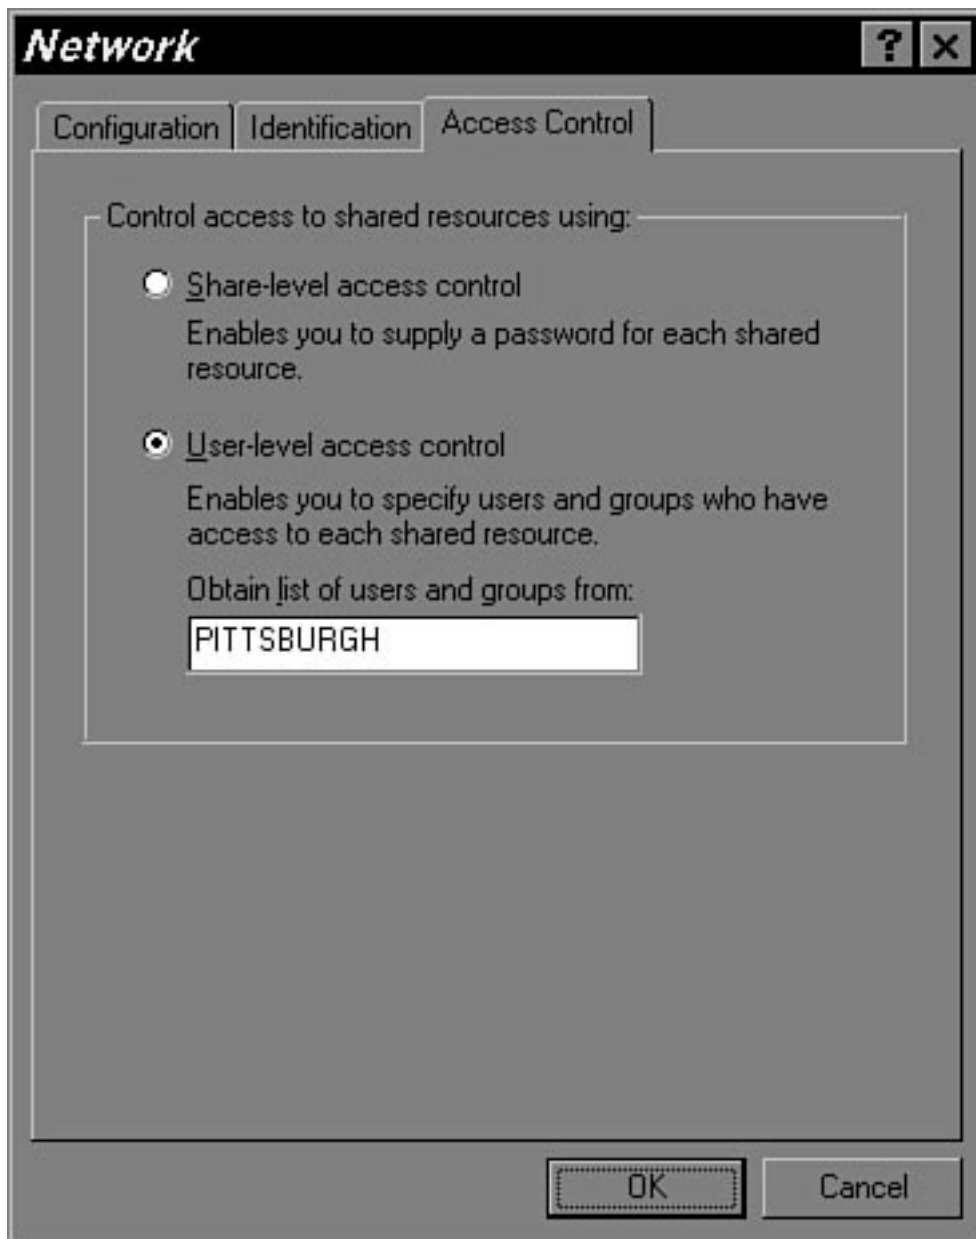 Network
Configuration Identification Access Control
Control access to shared resources using:
Share-level access control
Enables you to supply a password for each shared
resource.
User-level access control
Enables you to specify users and groups who have
access to each shared resource.
Obtain list of users and groups from:
PITTSBURGH
OK Cancel